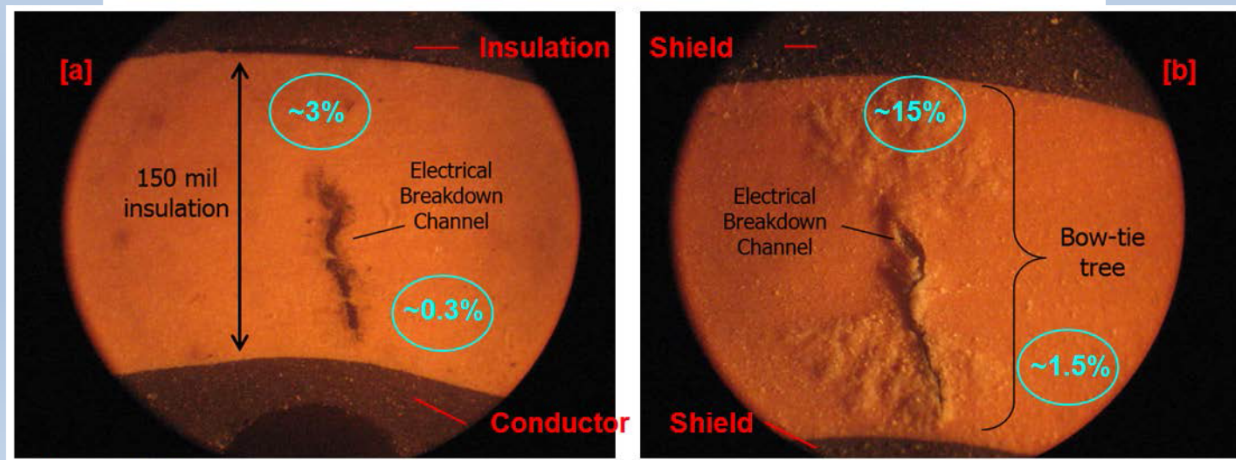 [a]
Insulation
~3%
150 mil
insulation
Electrical
Breakdown
Channel
~0.3%
Conductor
Shield
[b]
~15%
Electrical
Breakdown
Channel
Bow-tie
tree
~1.5%
Shield